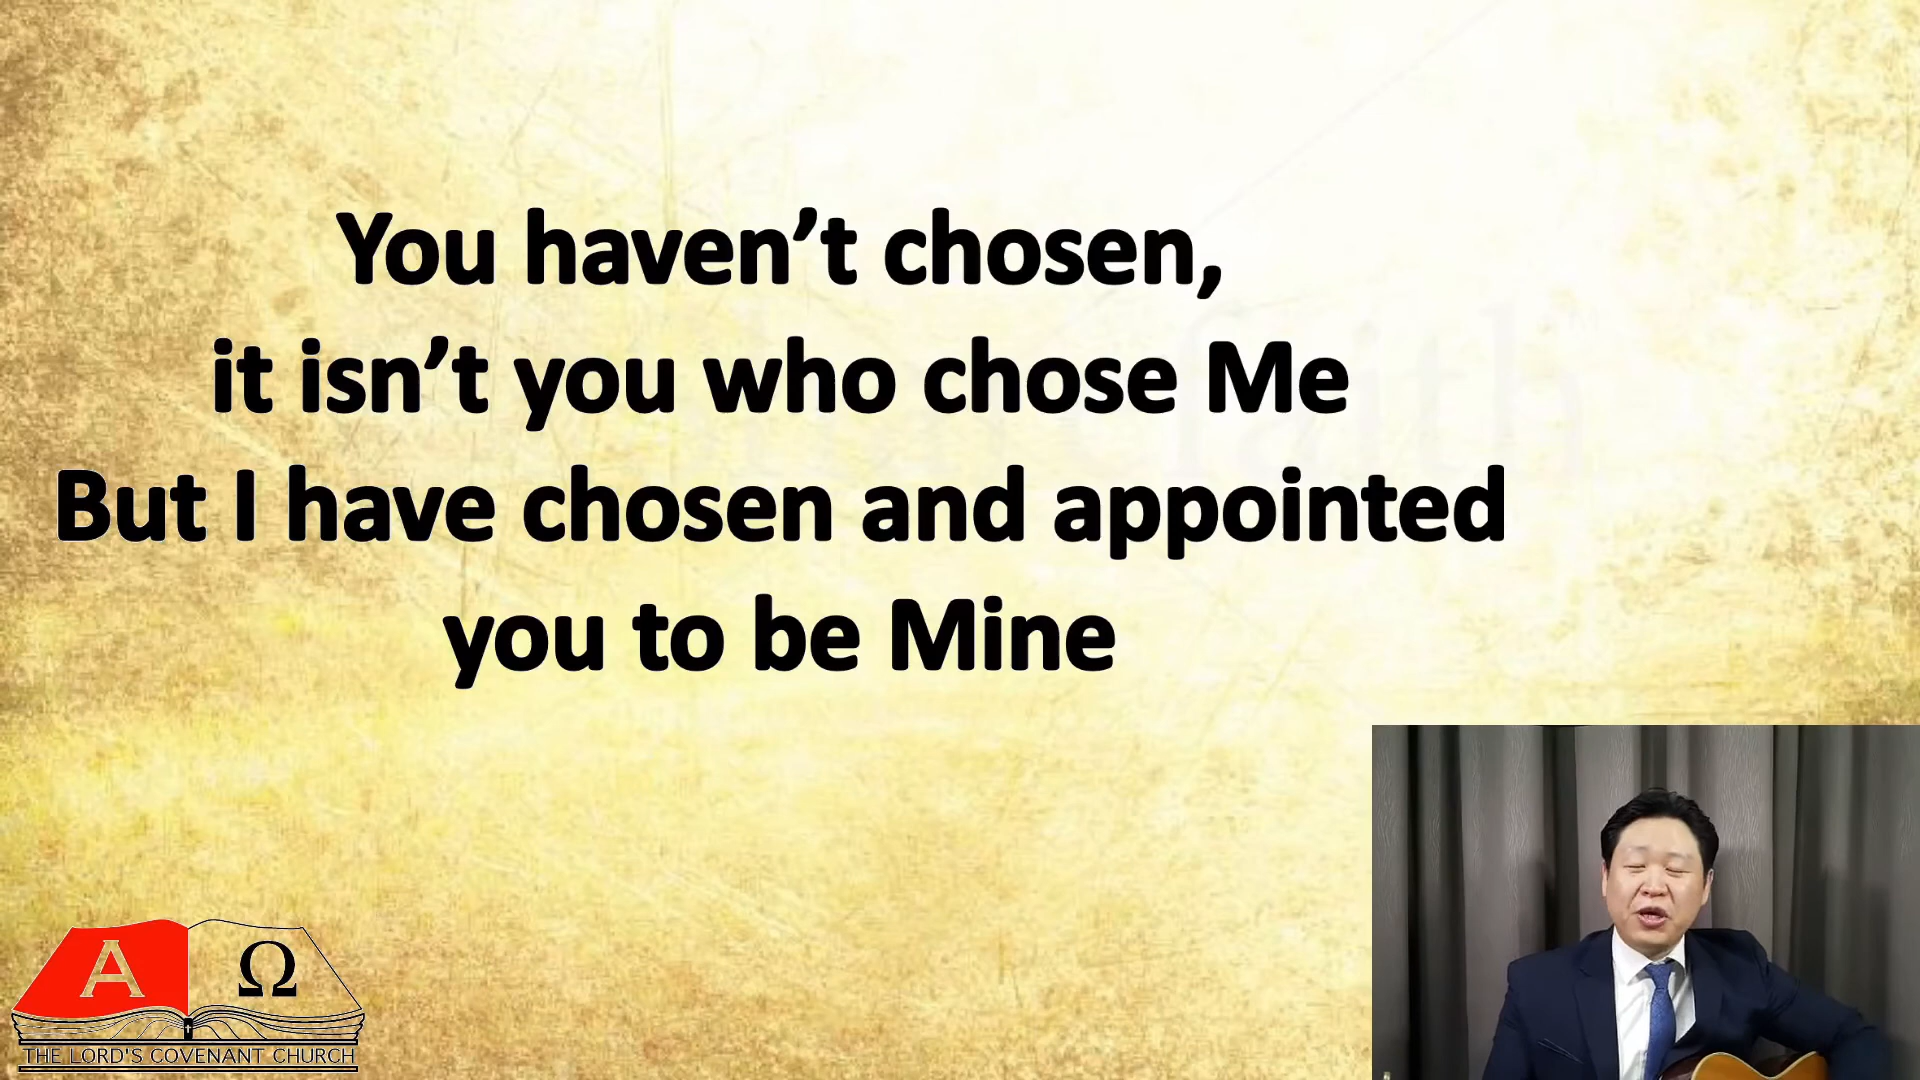 You haven’t chosen,
it isn’t you who chose Me
But I have chosen and appointed
you to be Mine
Α Ω
THE LORD'S COVENANT CHURCH